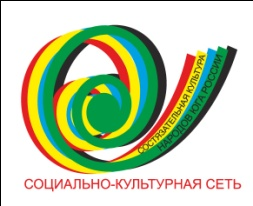 СОСТЯЗАТЕЛЬНАЯ КУЛЬТУРА
НАРОДОВ ЮГА РОССИИ
СОЦИАЛЬНО-КУЛЬТУРНАЯ СЕТЬ